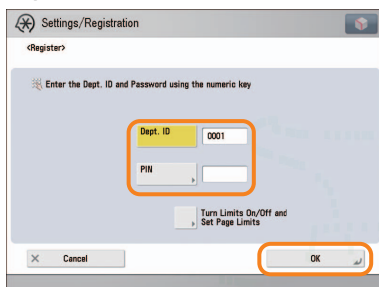 Settings/Registration
<Register>
Enter the Dept. ID and Password using the numeric key
Dept. ID
0001
PIN
Turn Limits On/Off and
Set Page Limits
Cancel
OK